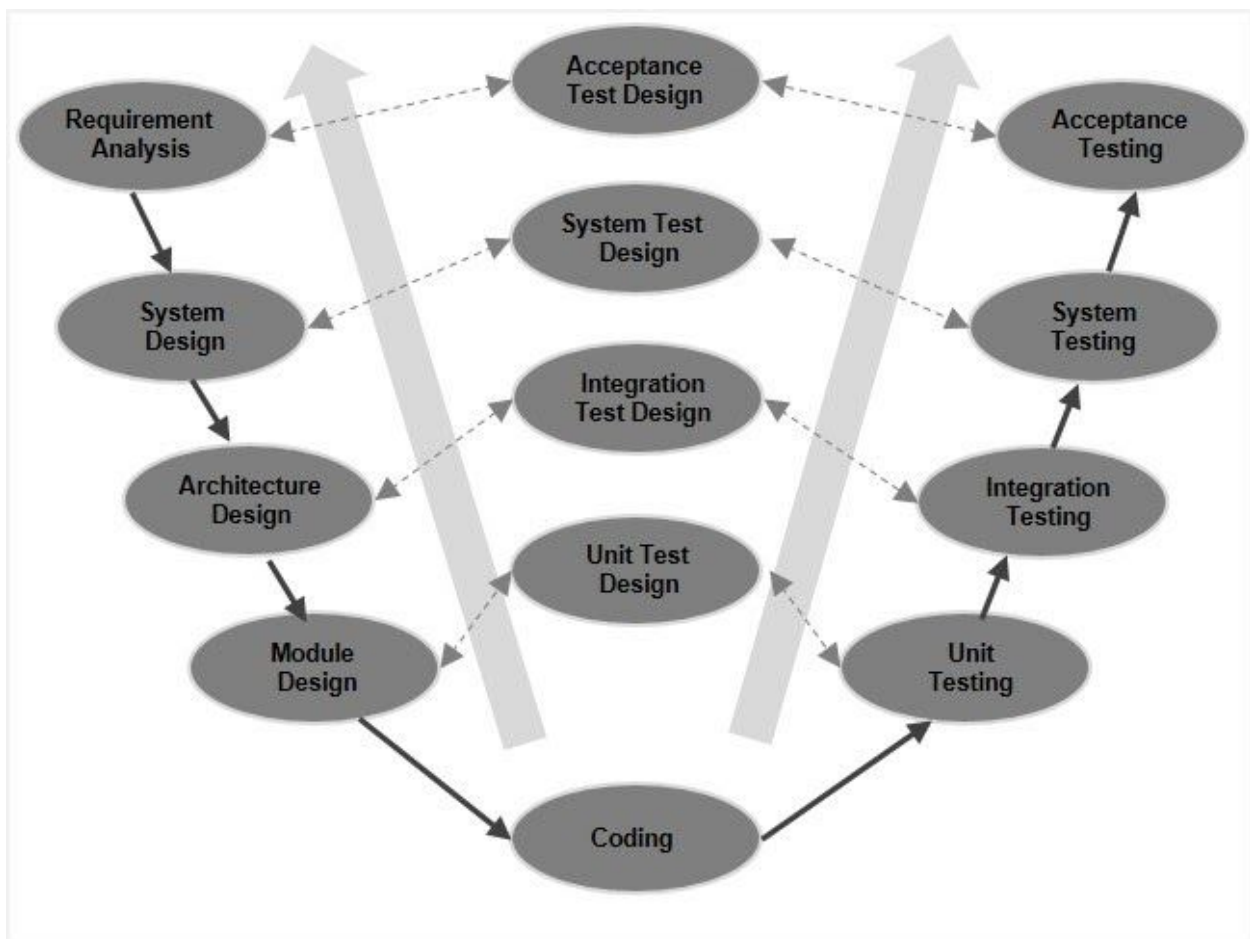 Acceptance
Test Design
Requirement
Analysis
Acceptance
Testing
System Test
Design
System
Design
System
Testing
Integration
Test Design
Architecture
Design
Integration
Testing
Unit Test
Design
Module
Design
Unit
Testing
Coding